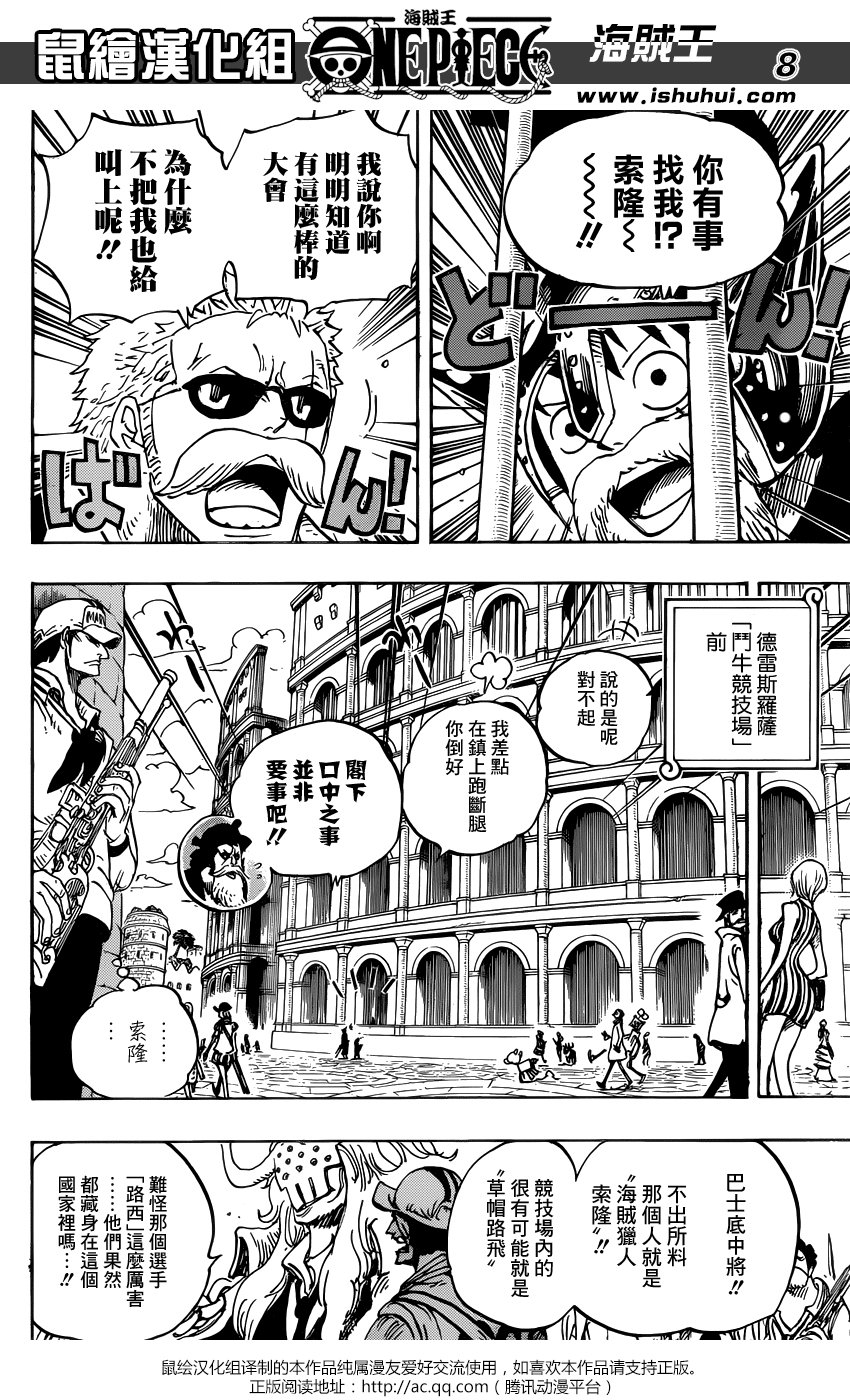 鼠繪漢化組
海賊王
ONE PIECE
海賊王
8
www.ishuhui.com
你有事
找我!?
索隆~
~~~~!!
どーん!
我說你啊
明明知道
有這麼棒的
大會
為什麼
不把我也給
叫上呢!!
ばん!
德雷斯羅薩
「鬥牛競技場」
前
說的是呢
對不起
我差點
在鎮上跑斷腿
你倒好
閣下
口中之事
並非
要事吧!!
……
索隆
……
巴士底中將!!
不出所料
那個人就是
〝海賊獵人
索隆〞!!
競技場內的
很有可能就是
〝草帽路飛〞
難怪那個選手
「路西」這麼厲害
……他們果然
都藏身在這個
國家裡嗎…!!
鼠绘汉化组译制的本作品纯属漫友爱好交流使用，如喜欢本作品请支持正版。
正版阅读地址：http://ac.qq.com（腾讯动漫平台）